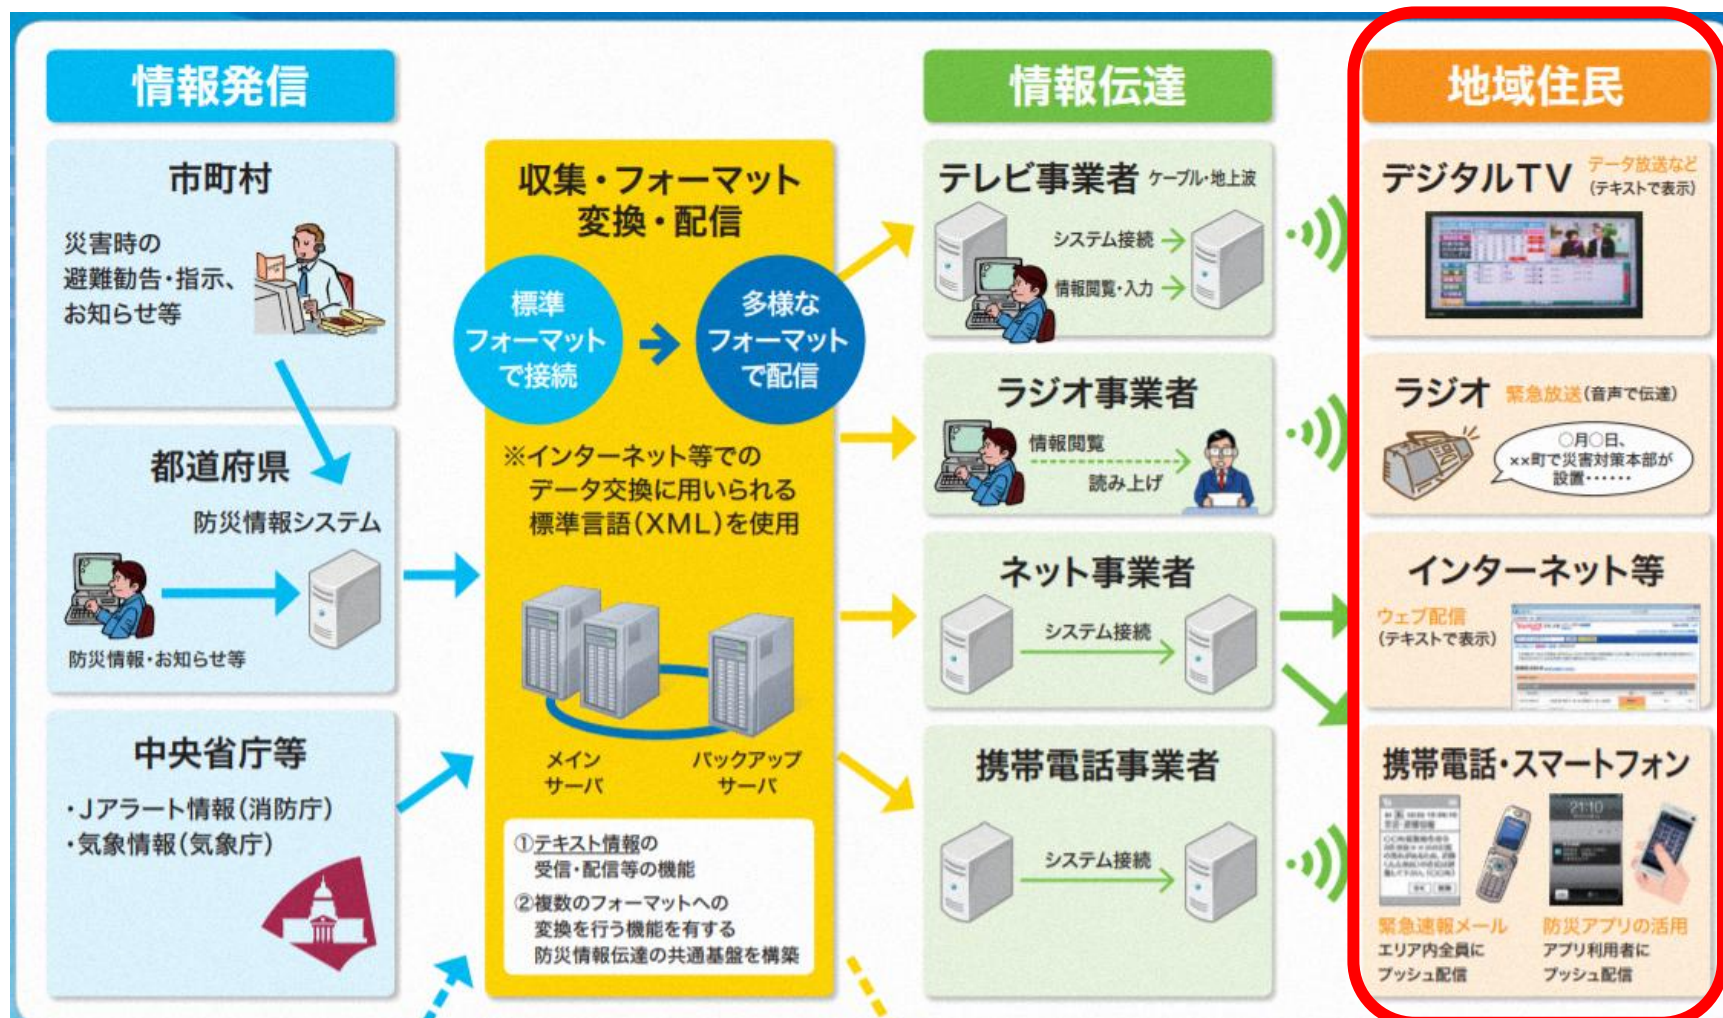 情報発信
市町村
災害時の
避難勧告・指示、
お知らせ等
都道府県
防災情報システム
防災情報・お知らせ等
中央省庁等
・Jアラート情報(消防庁)
・気象情報(気象庁)
収集・フォーマット
変換・配信
標準
フォーマット
で接続
多様な
フォーマット
で配信
※インターネット等での
データ交換に用いられる
標準言語(XML)を使用
メイン
サーバ
バックアップ
サーバ
①テキスト情報の
受信・配信等の機能
②複数のフォーマットへの
変換を行う機能を有する
防災情報伝達の共通基盤を構築
情報伝達
テレビ事業者 ケーブル・地上波
システム接続
情報閲覧・入力
ラジオ事業者
情報閲覧
読み上げ
ネット事業者
システム接続
携帯電話事業者
システム接続
地域住民
デジタルTV データ放送など
(テキストで表示)
ラジオ 緊急放送(音声で伝達)
○月○日、
××町で災害対策本部が
設置……
インターネット等
ウェブ配信
(テキストで表示)
携帯電話・スマートフォン
21:10
緊急速報メール
エリア内全員に
プッシュ配信
防災アプリの活用
アプリ利用者に
プッシュ配信